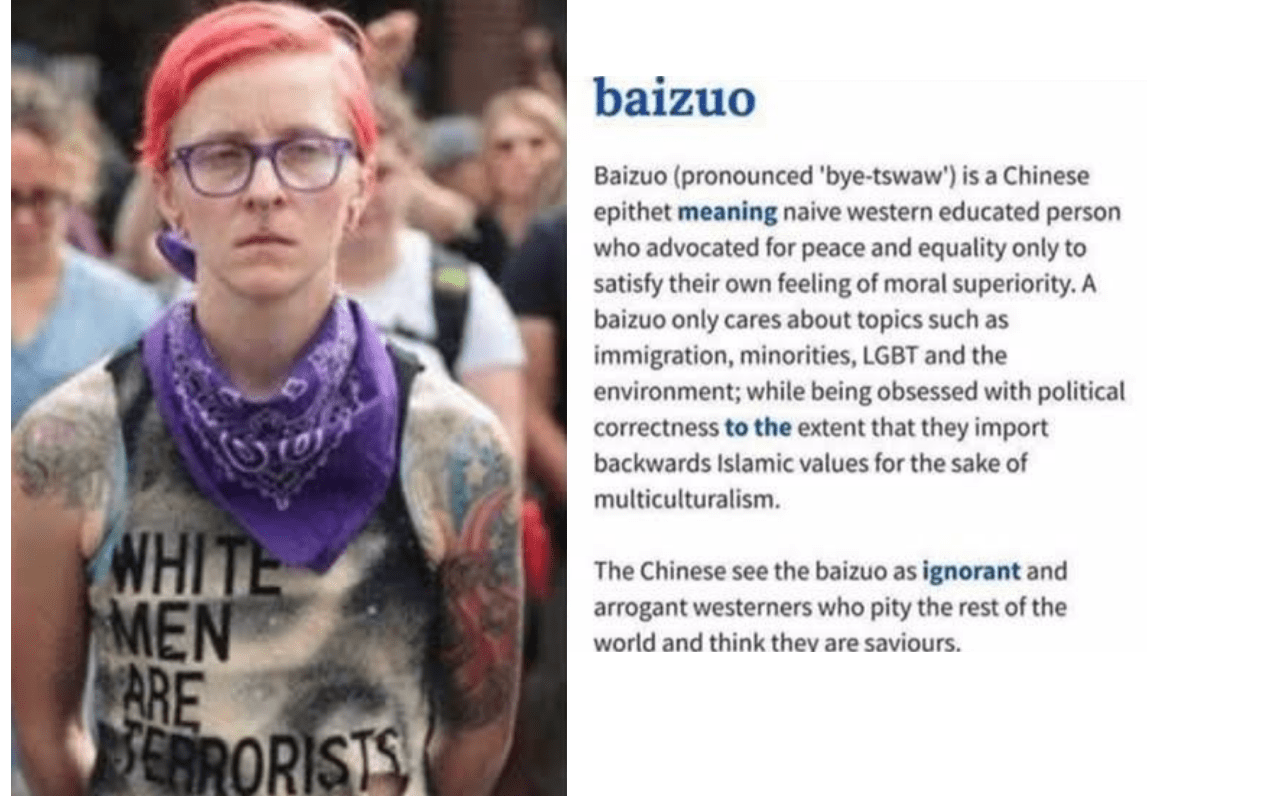 WHITE
MEN
ARE
TERRORISTS
baizuo
Baizuo (pronounced 'bye-tswaw') is a Chinese
epithet meaning naive western educated person
who advocated for peace and equality only to
satisfy their own feeling of moral superiority. A
baizuo only cares about topics such as
immigration, minorities, LGBT and the
environment; while being obsessed with political
correctness to the extent that they import
backwards Islamic values for the sake of
multiculturalism.
The Chinese see the baizuo as ignorant and
arrogant westerners who pity the rest of the
world and think they are saviours.